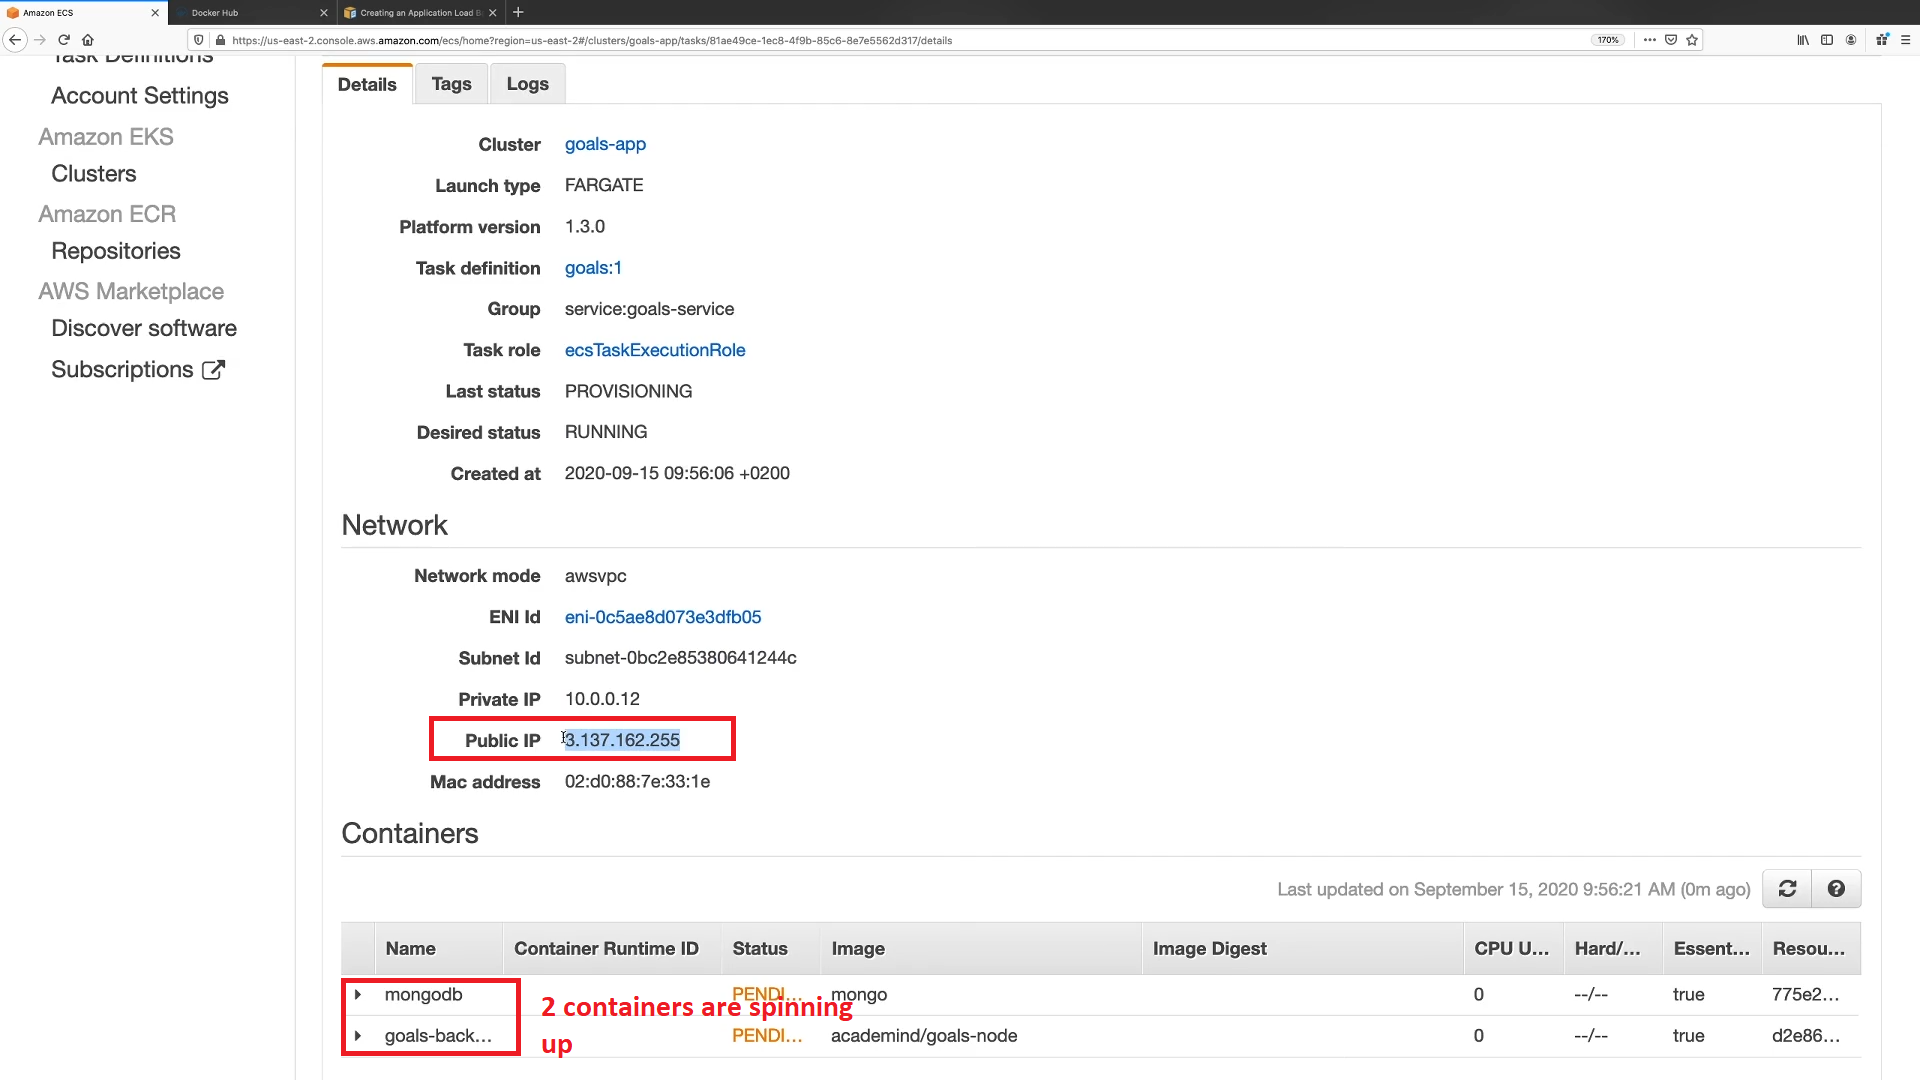 Amazon ECS
Docker Hub
Creating an Application Load B
https://us-east-2.console.aws.amazon.com/ecs/home?region=us-east-2#/clusters/goals-app/tasks/81ae49ce-1ec8-4f9b-85c6-8e7e5562d317/details
170%
Task Definitions
Account Settings
Amazon EKS
Clusters
Amazon ECR
Repositories
AWS Marketplace
Discover software
Subscriptions
Details
Tags
Logs
Cluster goals-app
Launch type FARGATE
Platform version 1.3.0
Task definition goals:1
Group service:goals-service
Task role ecsTaskExecutionRole
Last status PROVISIONING
Desired status RUNNING
Created at 2020-09-15 09:56:06 +0200
Network
Network mode awsvpc
ENI Id eni-0c5ae8d073e3dfb05
Subnet Id subnet-0bc2e85380641244c
Private IP 10.0.0.12
Public IP 3.137.162.255
Mac address 02:d0:88:7e:33:1e
Containers
Last updated on September 15, 2020 9:56:21 AM (0m ago)
Name Container Runtime ID Status Image Image Digest CPU U... Hard/... Essent... Resou...
mongodb PENDI... mongo 0 --/-- true 775e2...
goals-back... PENDI... academind/goals-node 0 --/-- true d2e86...
2 containers are spinning
up